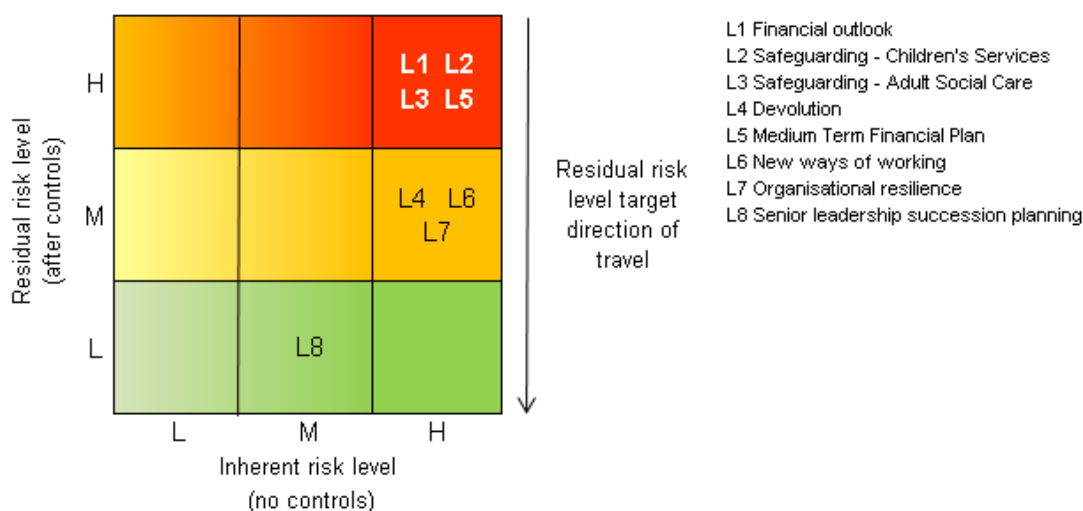 Residual risk level
(after controls)
H
M
L
L1 L2
L3 L5
L4 L6
L7
L8
L
M
H
Inherent risk level
(no controls)
Residual risk
level target
direction of
travel
L1 Financial outlook
L2 Safeguarding - Children's Services
L3 Safeguarding - Adult Social Care
L4 Devolution
L5 Medium Term Financial Plan
L6 New ways of working
L7 Organisational resilience
L8 Senior leadership succession planning